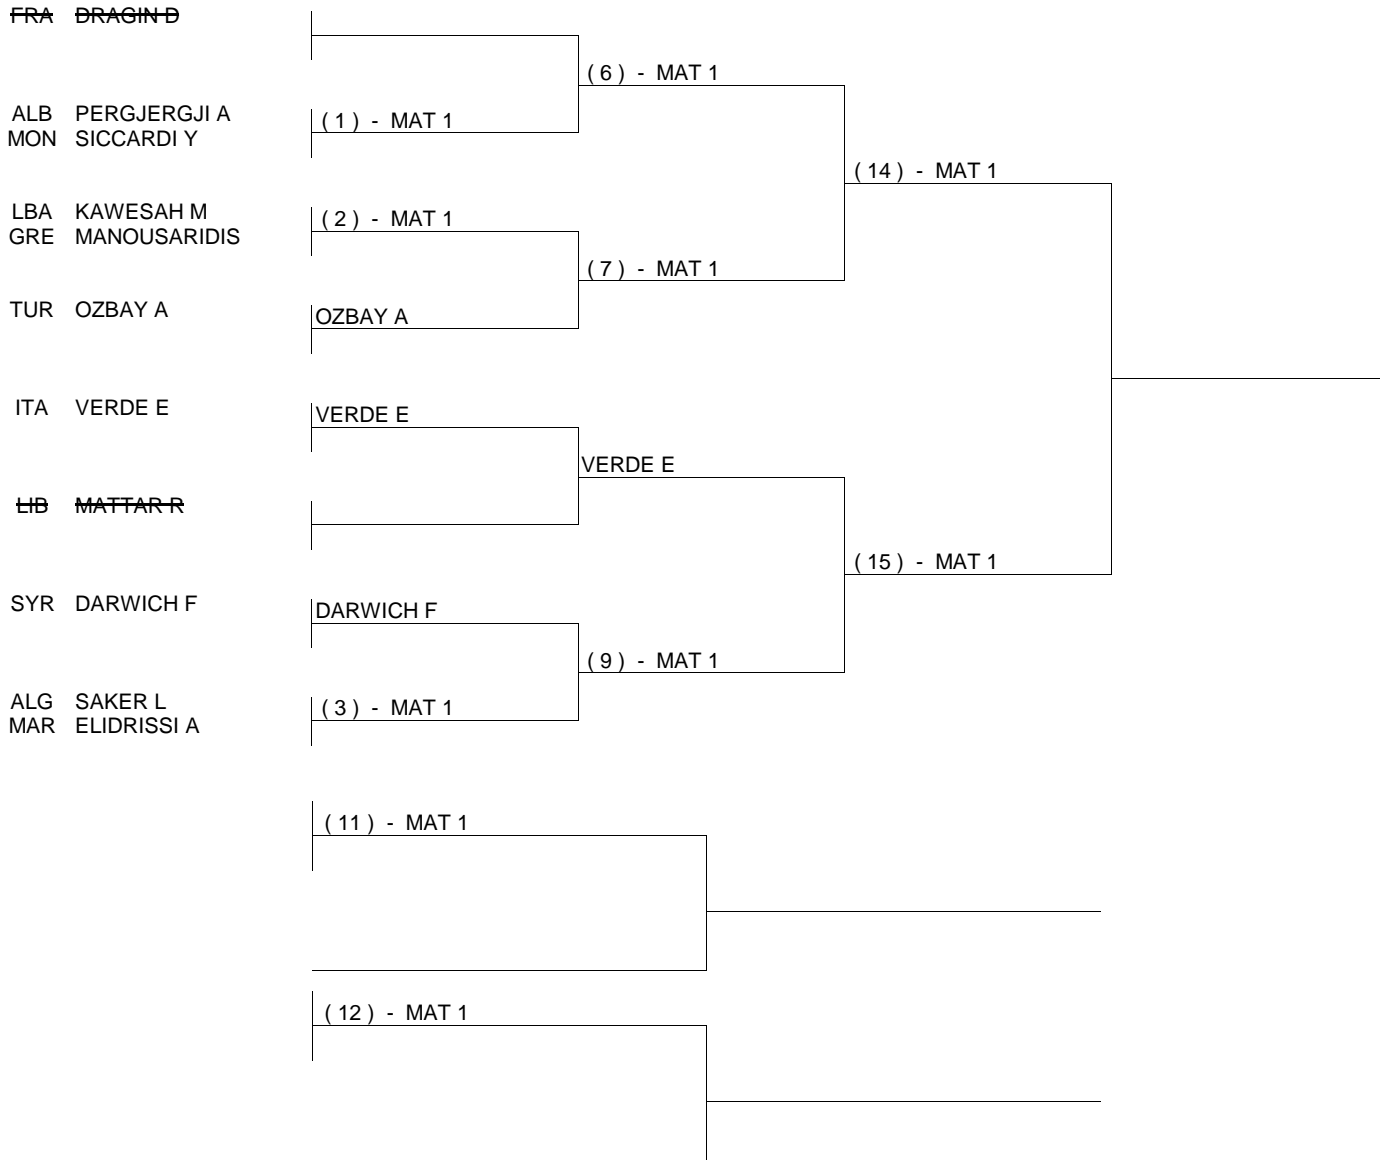 FRA DRAGIN D
( 6 ) - MAT 1
ALB PERGJERGJI A
( 1 ) - MAT 1
MON SICCARDI Y
( 14 ) - MAT 1
LBA KAWESAH M
( 2 ) - MAT 1
GRE MANOUSARIDIS
( 7 ) - MAT 1
TUR OZBAY A
OZBAY A
ITA VERDE E
VERDE E
VERDE E
LIB MATTAR R
( 15 ) - MAT 1
SYR DARWICH F
DARWICH F
( 9 ) - MAT 1
ALG SAKER L
( 3 ) - MAT 1
MAR ELIDRISSI A
( 11 ) - MAT 1
( 12 ) - MAT 1